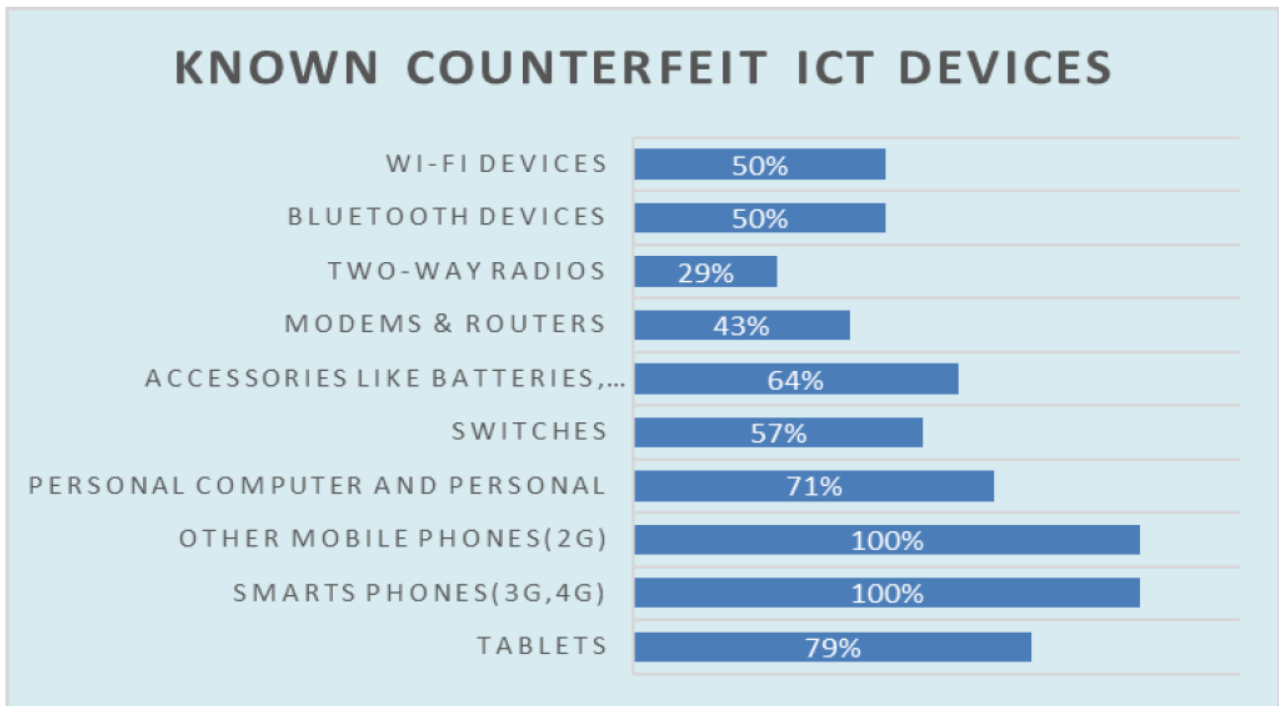 KNOWN COUNTERFEIT ICT DEVICES
WI-FI DEVICES 50%
BLUETOOTH DEVICES 50%
TWO-WAY RADIOS 29%
MODEMS & ROUTERS 43%
ACCESSORIES LIKE BATTERIES,... 64%
SWITCHES 57%
PERSONAL COMPUTER AND PERSONAL 71%
OTHER MOBILE PHONES(2G) 100%
SMARTS PHONES(3G,4G) 100%
TABLETS 79%